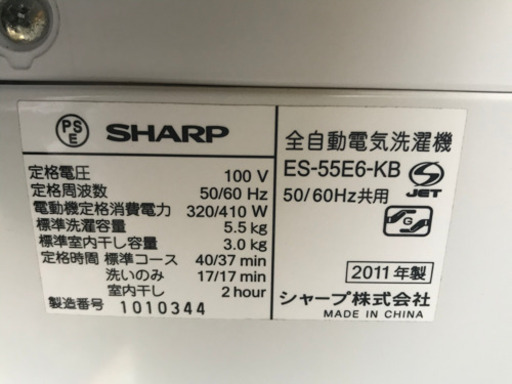 PS E SHARP
定格電圧 100 V
定格周波数 50/60 Hz
電動機定格消費電力 320/410 W
標準洗濯容量 5.5 kg
標準室内干し容量 3.0 kg
定格時間 標準コース 40/37 min
洗いのみ 17/17 min
室内干し 2 hour
製造番号 1010344
全自動電気洗濯機
ES-55E6-KB
S JET
50/60Hz共用
G
2011年製
シャープ株式会社
MADE IN CHINA